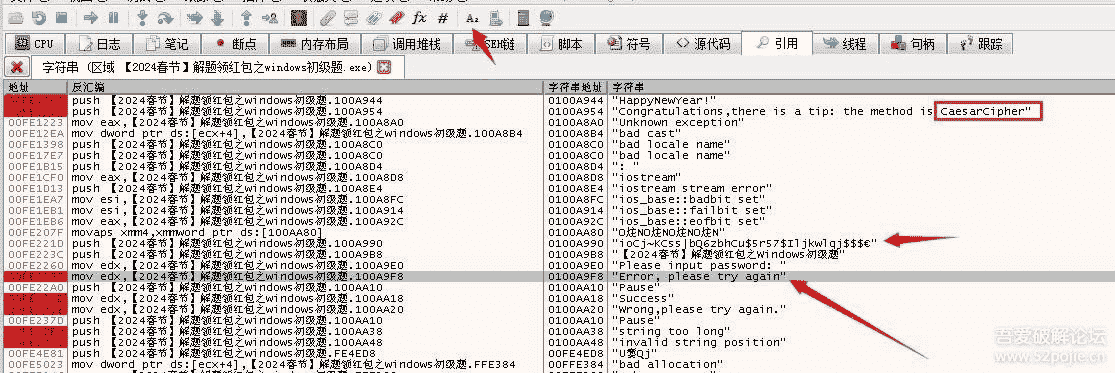 CPU 日志 笔记 断点 内存布局 调用堆栈 SEH链 脚本 符号 源代码 引用 线程 句柄 跟踪
字符串 (区域 【2024春节】解题领红包之windows初级题.exe)
地址 反汇编 字符串地址 字符串
push 【2024春节】解题领红包之windows初级题.100A944 0100A944 "HappyNewYear!"
push 【2024春节】解题领红包之windows初级题.100A954 0100A954 "Congratulations,there is a tip: the method is CaesarCipher"
00FE1223 mov eax,【2024春节】解题领红包之windows初级题.100A8A0 0100A8A0 "Unknown exception"
00FE12EA mov dword ptr ds:[ecx+4],【2024春节】解题领红包之windows初级题.100A8B4 0100A8B4 "bad cast"
00FE1398 push 【2024春节】解题领红包之windows初级题.100A8C0 0100A8C0 "bad locale name"
00FE17E7 push 【2024春节】解题领红包之windows初级题.100A8C0 0100A8C0 "bad locale name"
00FE1B15 push 【2024春节】解题领红包之windows初级题.100A8D4 0100A8D4 ": "
00FE1CF0 mov eax,【2024春节】解题领红包之windows初级题.100A8D8 0100A8D8 "iostream"
00FE1D13 push 【2024春节】解题领红包之windows初级题.100A8E4 0100A8E4 "iostream stream error"
00FE1EA7 mov esi,【2024春节】解题领红包之windows初级题.100A8FC 0100A8FC "ios_base::badbit set"
00FE1EB1 mov esi,【2024春节】解题领红包之windows初级题.100A914 0100A914 "ios_base::failbit set"
00FE1EB6 mov eax,【2024春节】解题领红包之windows初级题.100A92C 0100A92C "ios_base::eofbit set"
00FE207F movaps xmm4,xmmword ptr ds:[100AA80] 0100AA80
00FE221D push 【2024春节】解题领红包之windows初级题.100A990 0100A990 "ioCj~KCss|bQ6zbhCu$5r57$Iljkwlqj$$$€"
00FE223C push 【2024春节】解题领红包之windows初级题.100A9B8 0100A9B8 "【2024春节】解题领红包之windows初级题"
00FE2260 mov edx,【2024春节】解题领红包之windows初级题.100A9E0 0100A9E0 "Please input password: "
mov edx,【2024春节】解题领红包之windows初级题.100A9F8 0100A9F8 "Error, please try again"
00FE22A0 push 【2024春节】解题领红包之windows初级题.100AA10 0100AA10 "Pause"
mov edx,【2024春节】解题领红包之windows初级题.100AA18 0100AA18 "Success"
mov edx,【2024春节】解题领红包之windows初级题.100AA20 0100AA20 "Wrong,please try again."
00FE237D push 【2024春节】解题领红包之windows初级题.100AA10 0100AA10 "Pause"
push 【2024春节】解题领红包之windows初级题.100AA38 0100AA38 "string too long"
push 【2024春节】解题领红包之windows初级题.100AA48 0100AA48 "invalid string position"
00FE4E81 push 【2024春节】解题领红包之windows初级题.FE4ED8 00FE4ED8
00FE5023 mov dword ptr ds:[ecx+4],【2024春节】解题领红包之windows初级题.FFE384 00FFE384 "bad allocation"
吾爱破解论坛
www.52pojie.cn